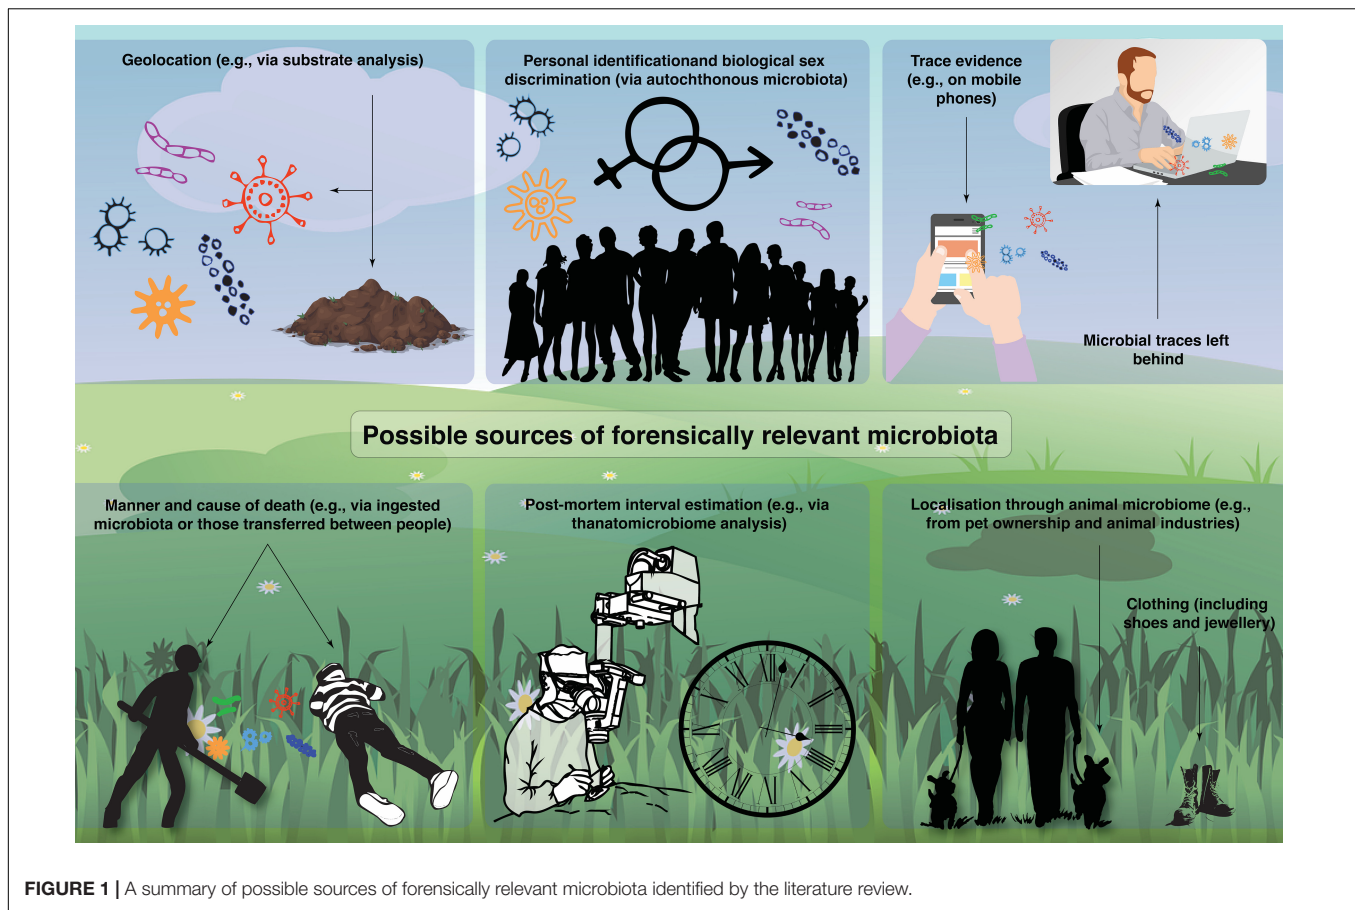 Geolocation (e.g., via substrate analysis)
Personal identificationand biological sex
discrimination (via autochthonous microbiota)
Trace evidence
(e.g., on mobile
phones)
Microbial traces left
behind
Possible sources of forensically relevant microbiota
Manner and cause of death (e.g., via ingested
microbiota or those transferred between people)
Post-mortem interval estimation (e.g., via
thanatomicrobiome analysis)
Localisation through animal microbiome (e.g.,
from pet ownership and animal industries)
Clothing (including
shoes and jewellery)
FIGURE 1 | A summary of possible sources of forensically relevant microbiota identified by the literature review.